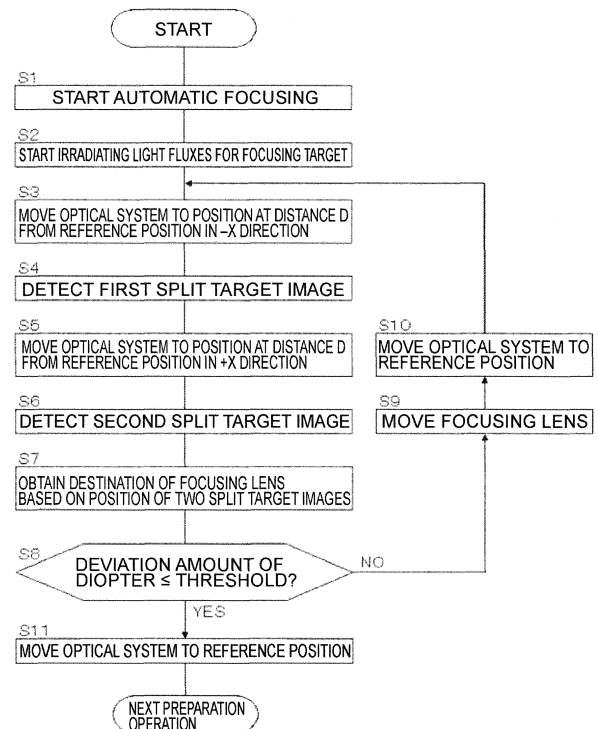 START
S1
START AUTOMATIC FOCUSING
S2
START IRRADIATING LIGHT FLUXES FOR FOCUSING TARGET
S3
MOVE OPTICAL SYSTEM TO POSITION AT DISTANCE D
FROM REFERENCE POSITION IN –X DIRECTION
S4
DETECT FIRST SPLIT TARGET IMAGE
S5
MOVE OPTICAL SYSTEM TO POSITION AT DISTANCE D
FROM REFERENCE POSITION IN +X DIRECTION
S6
DETECT SECOND SPLIT TARGET IMAGE
S7
OBTAIN DESTINATION OF FOCUSING LENS
BASED ON POSITION OF TWO SPLIT TARGET IMAGES
S8
DEVIATION AMOUNT OF
DIOPTER ≤ THRESHOLD?
NO
S9
MOVE FOCUSING LENS
S10
MOVE OPTICAL SYSTEM TO
REFERENCE POSITION
YES
S11
MOVE OPTICAL SYSTEM TO REFERENCE POSITION
NEXT PREPARATION
OPERATION